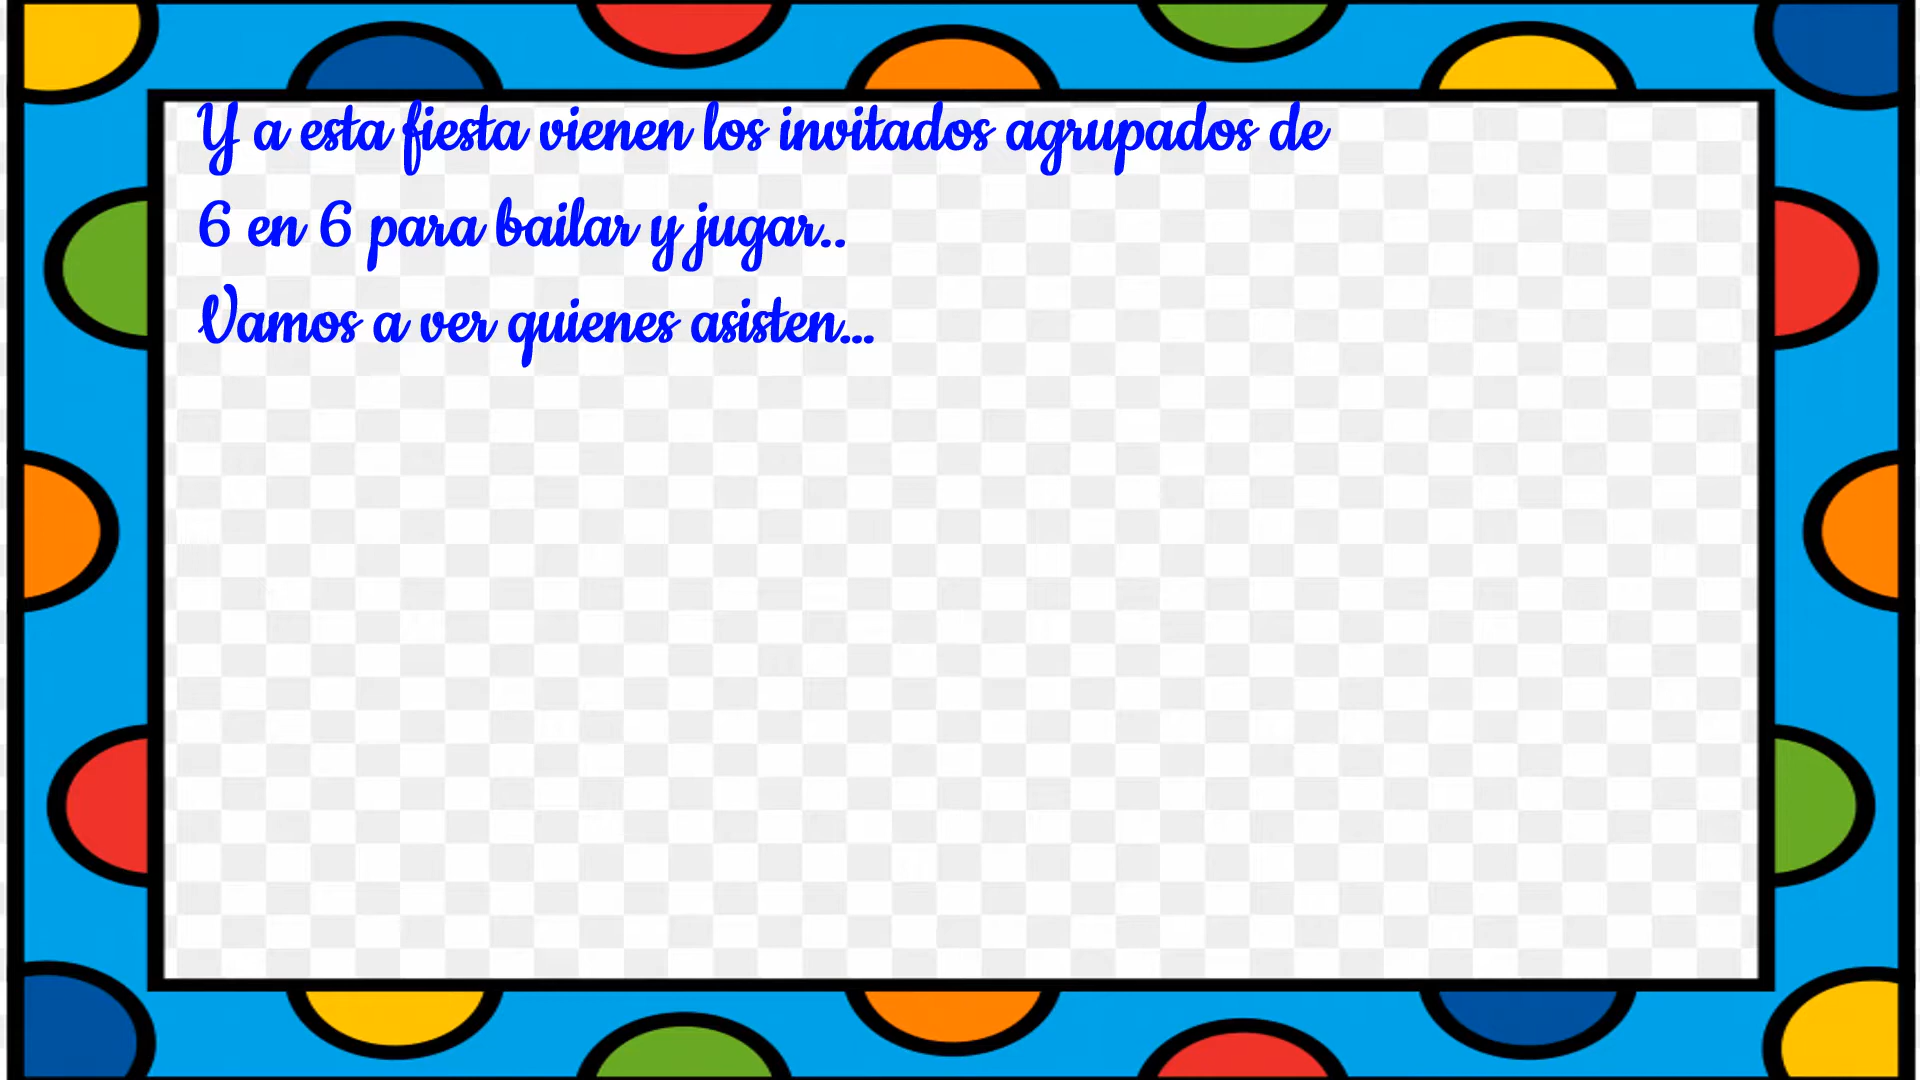 Y a esta fiesta vienen los invitados agrupados de
6 en 6 para bailar y jugar..
Vamos a ver quienes asisten...